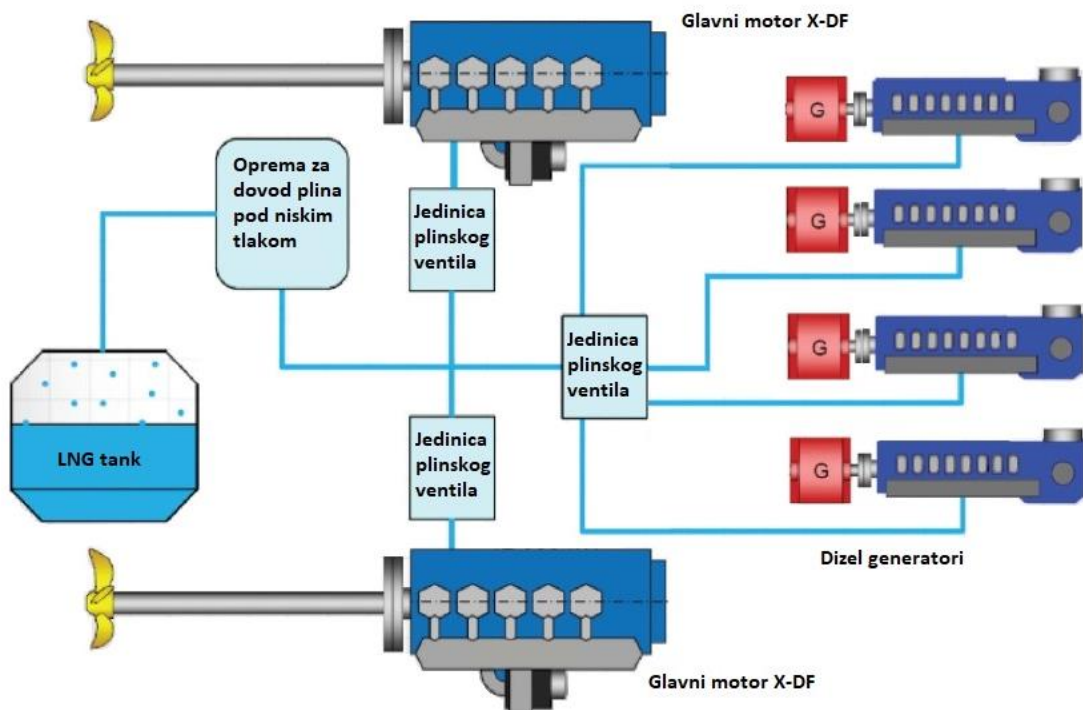 Glavni motor X-DF
G
Oprema za
dovod plina
pod niskim
tlakom
Jedinica
plinskog
ventila
G
Jedinica
plinskog
ventila
G
Jedinica
plinskog
ventila
LNG tank
G
Dizel generatori
Glavni motor X-DF